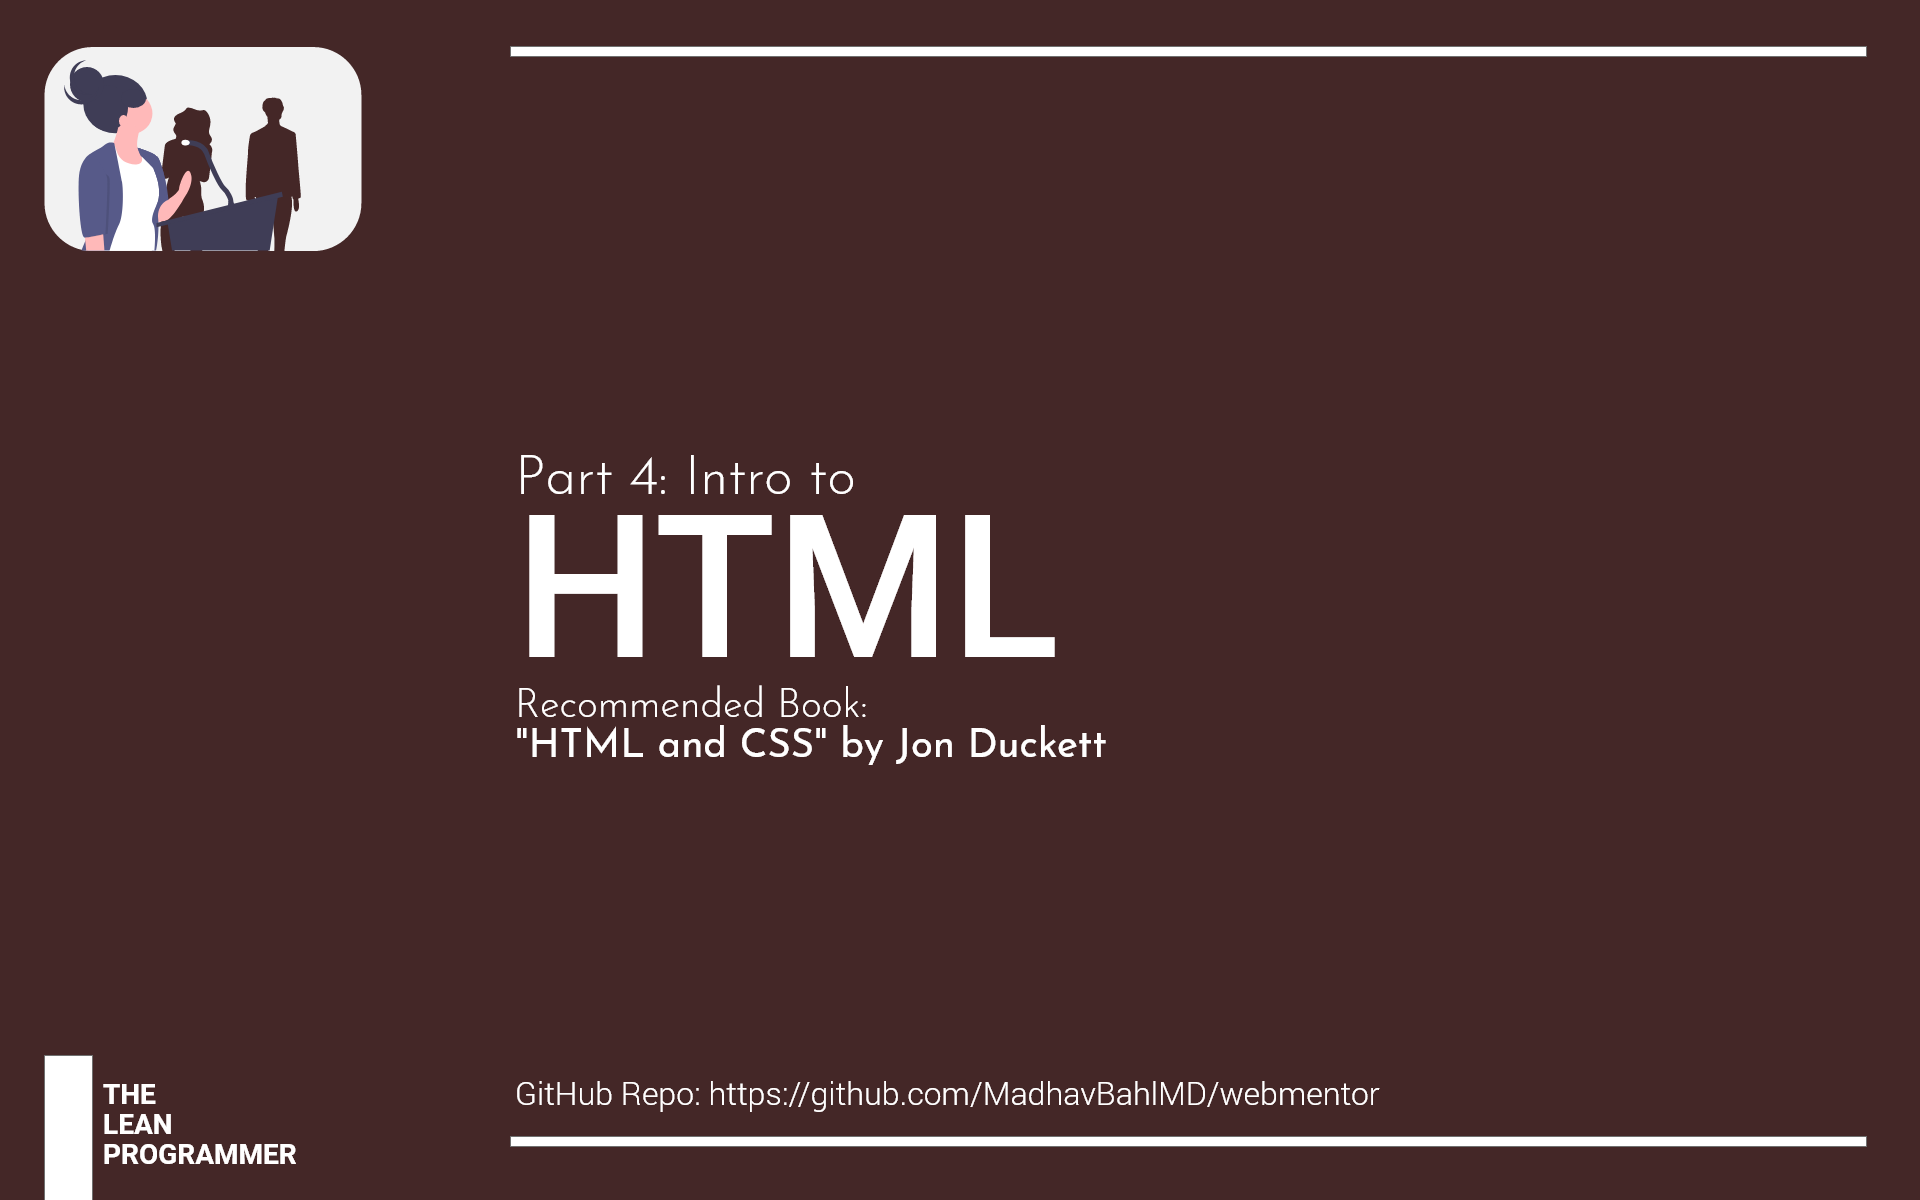 Part 4: Intro to
HTML
Recommended Book:
"HTML and CSS" by Jon Duckett
GitHub Repo: https://github.com/MadhavBahlMD/webmentor
THE
LEAN
PROGRAMMER